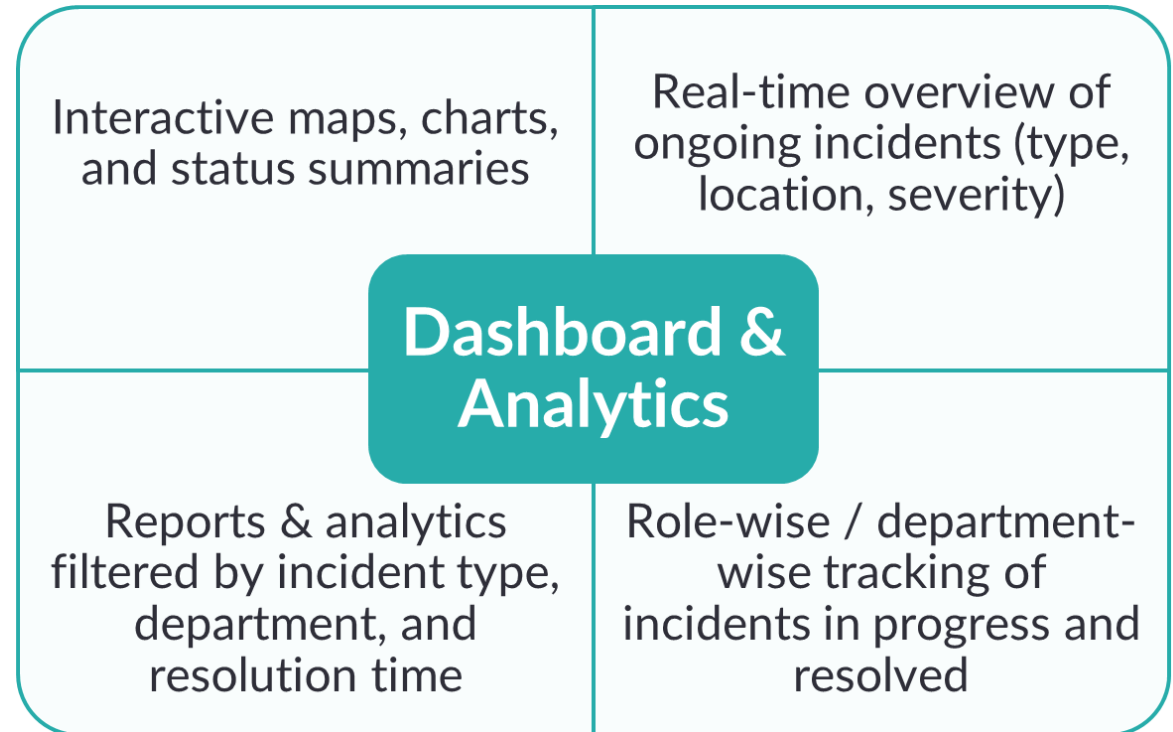 Interactive maps, charts,
and status summaries
Real-time overview of
ongoing incidents (type,
location, severity)
Dashboard &
Analytics
Reports & analytics
filtered by incident type,
department, and
resolution time
Role-wise / department-
wise tracking of
incidents in progress and
resolved